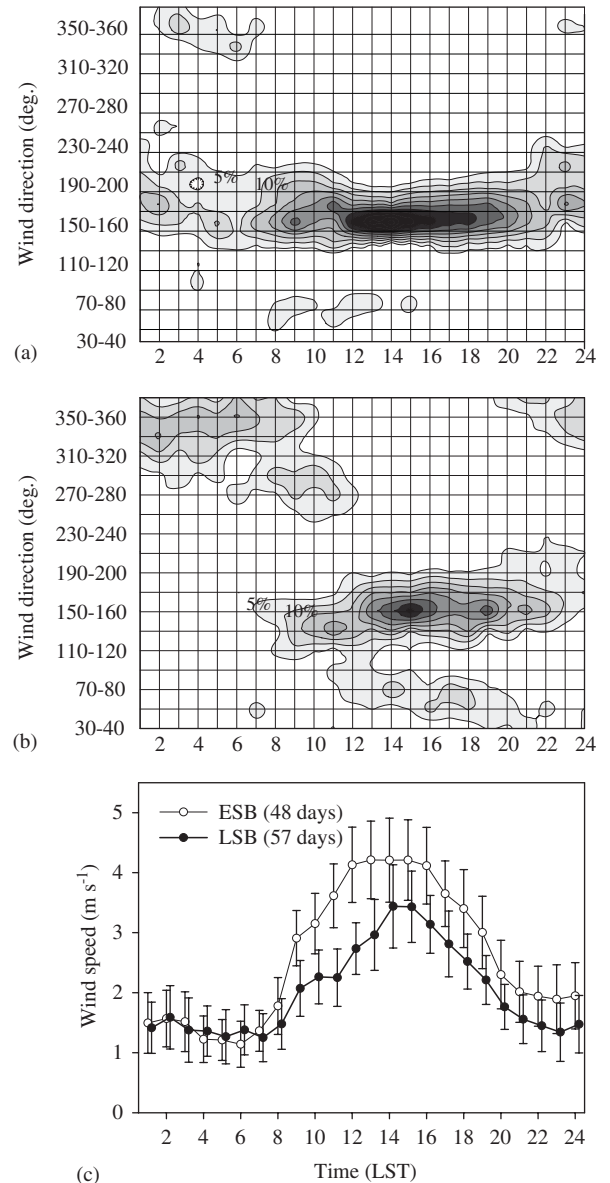 350-360
310-320
270-280
230-240
190-200
150-160
110-120
70-80
30-40
Wind direction (deg.)
5%
10%
2 4 6 8 10 12 14 16 18 20 22 24
(a)
350-360
310-320
270-280
230-240
190-200
150-160
110-120
70-80
30-40
Wind direction (deg.)
5%
10%
2 4 6 8 10 12 14 16 18 20 22 24
(b)
ESB (48 days)
LSB (57 days)
5
4
3
2
1
0
Wind speed (m s⁻¹)
2 4 6 8 10 12 14 16 18 20 22 24
(c) Time (LST)